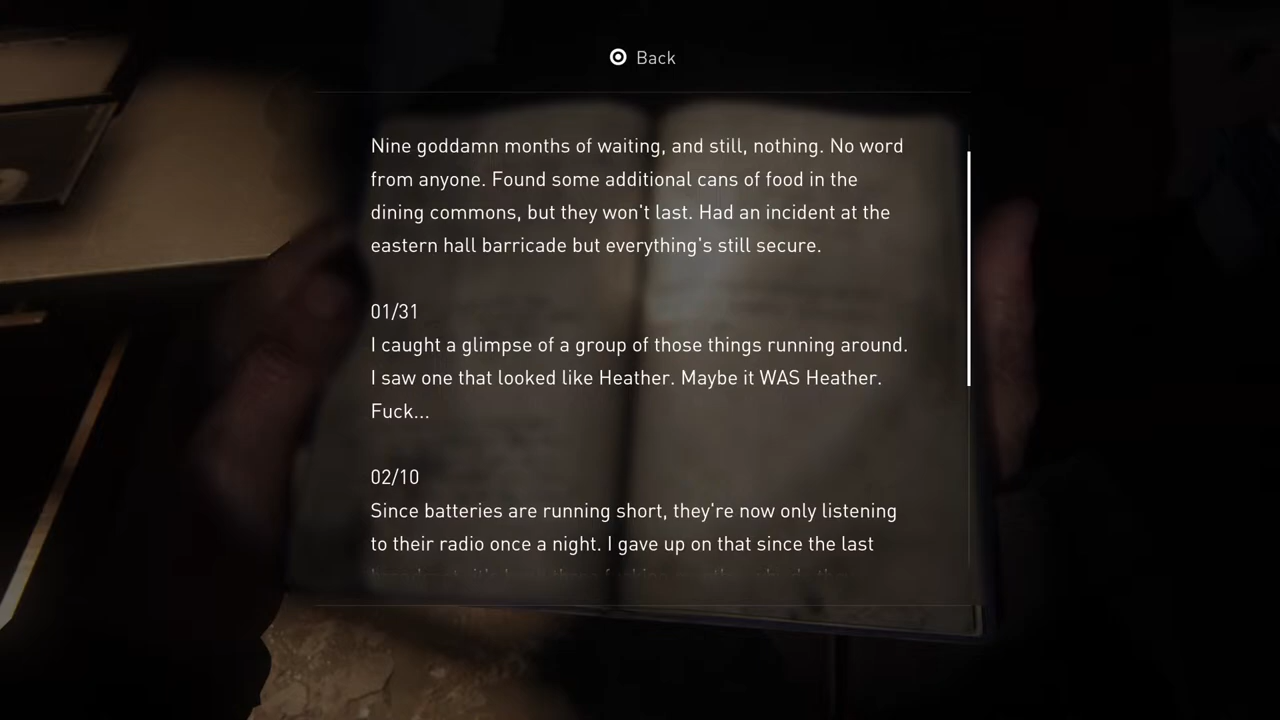 Back
Nine goddamn months of waiting, and still, nothing. No word
from anyone. Found some additional cans of food in the
dining commons, but they won't last. Had an incident at the
eastern hall barricade but everything's still secure.
01/31
I caught a glimpse of a group of those things running around.
I saw one that looked like Heather. Maybe it WAS Heather.
Fuck...
02/10
Since batteries are running short, they're now only listening
to their radio once a night. I gave up on that since the last